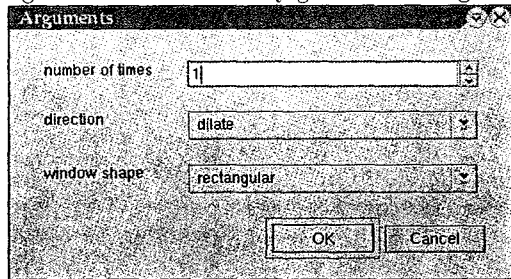 Arguments
number of times 1
direction dilate
window shape rectangular
OK Cancel